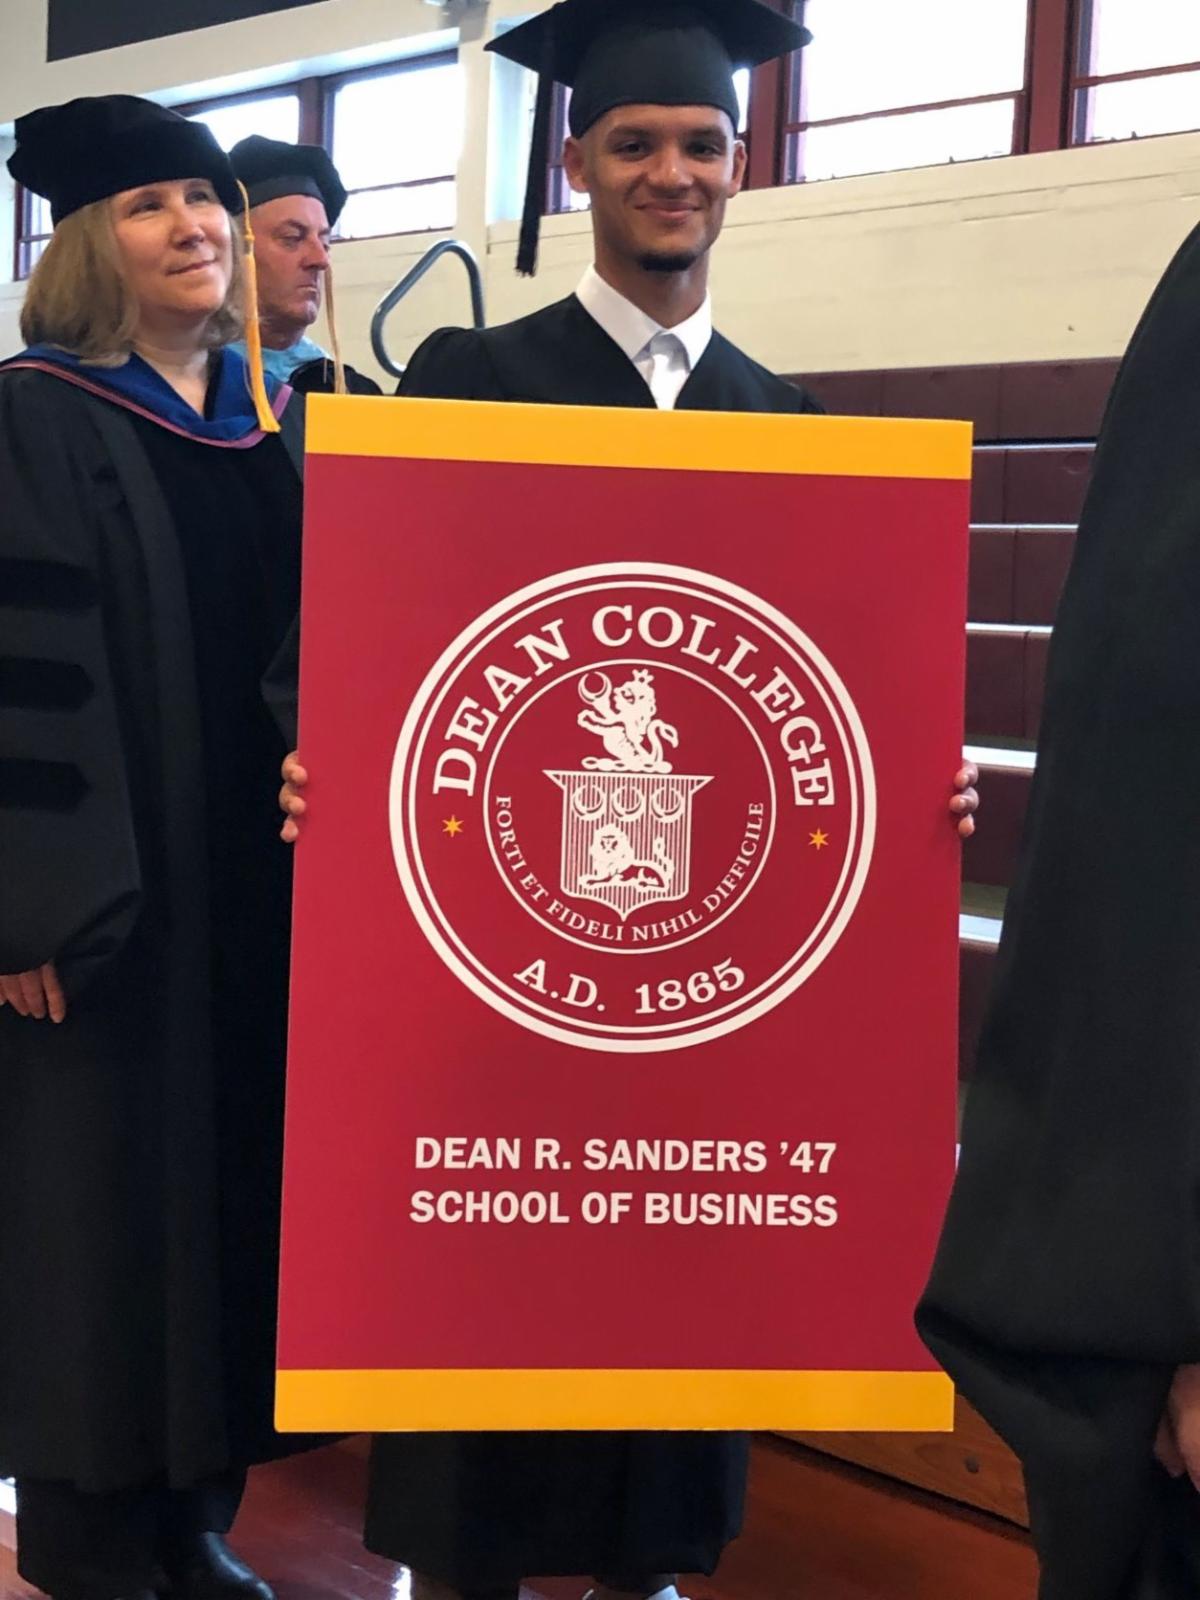 DEAN COLLEGE
FORTI ET FIDELI NIHIL DIFFICILE
A.D. 1865
DEAN R. SANDERS ’47
SCHOOL OF BUSINESS